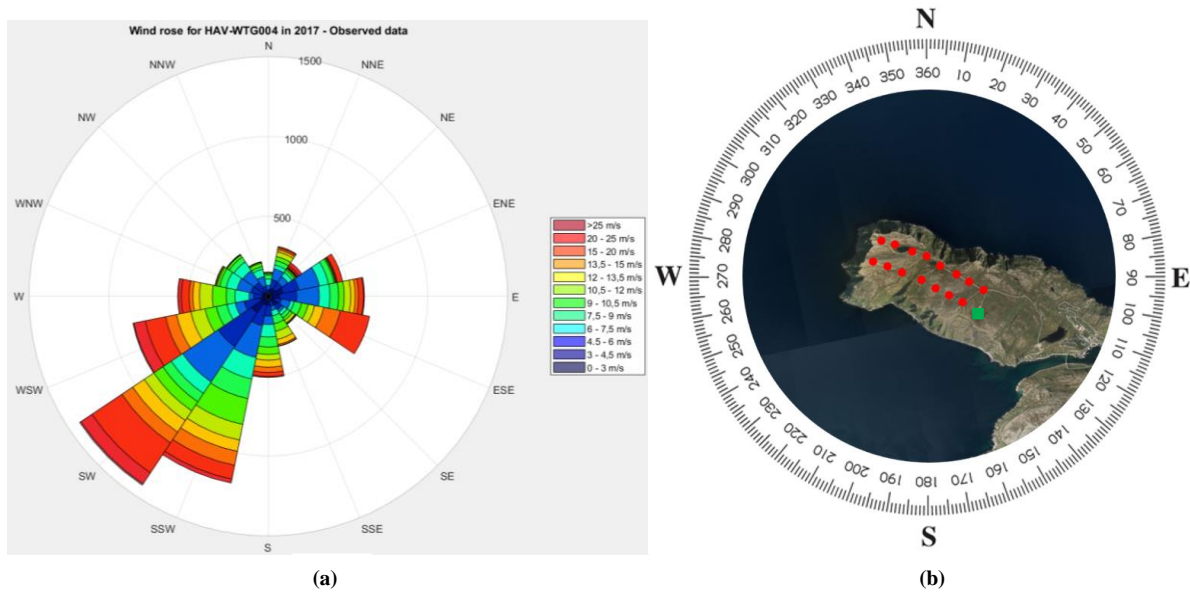 Wind rose for HAV-WTG004 in 2017 - Observed data
N
NNE
NE
ENE
E
ESE
SE
SSE
S
SSW
SW
WSW
W
WNW
NW
NNW
1500
1000
500
>25 m/s
20 - 25 m/s
15 - 20 m/s
13,5 - 15 m/s
12 - 13,5 m/s
10,5 - 12 m/s
9 - 10,5 m/s
7,5 - 9 m/s
6 - 7,5 m/s
4.5 - 6 m/s
3 - 4,5 m/s
0 - 3 m/s
(a)
N
E
S
W
360
10
20
30
40
50
60
70
80
90
100
110
120
130
140
150
160
170
180
190
200
210
220
230
240
250
260
270
280
290
300
310
320
330
340
350
(b)